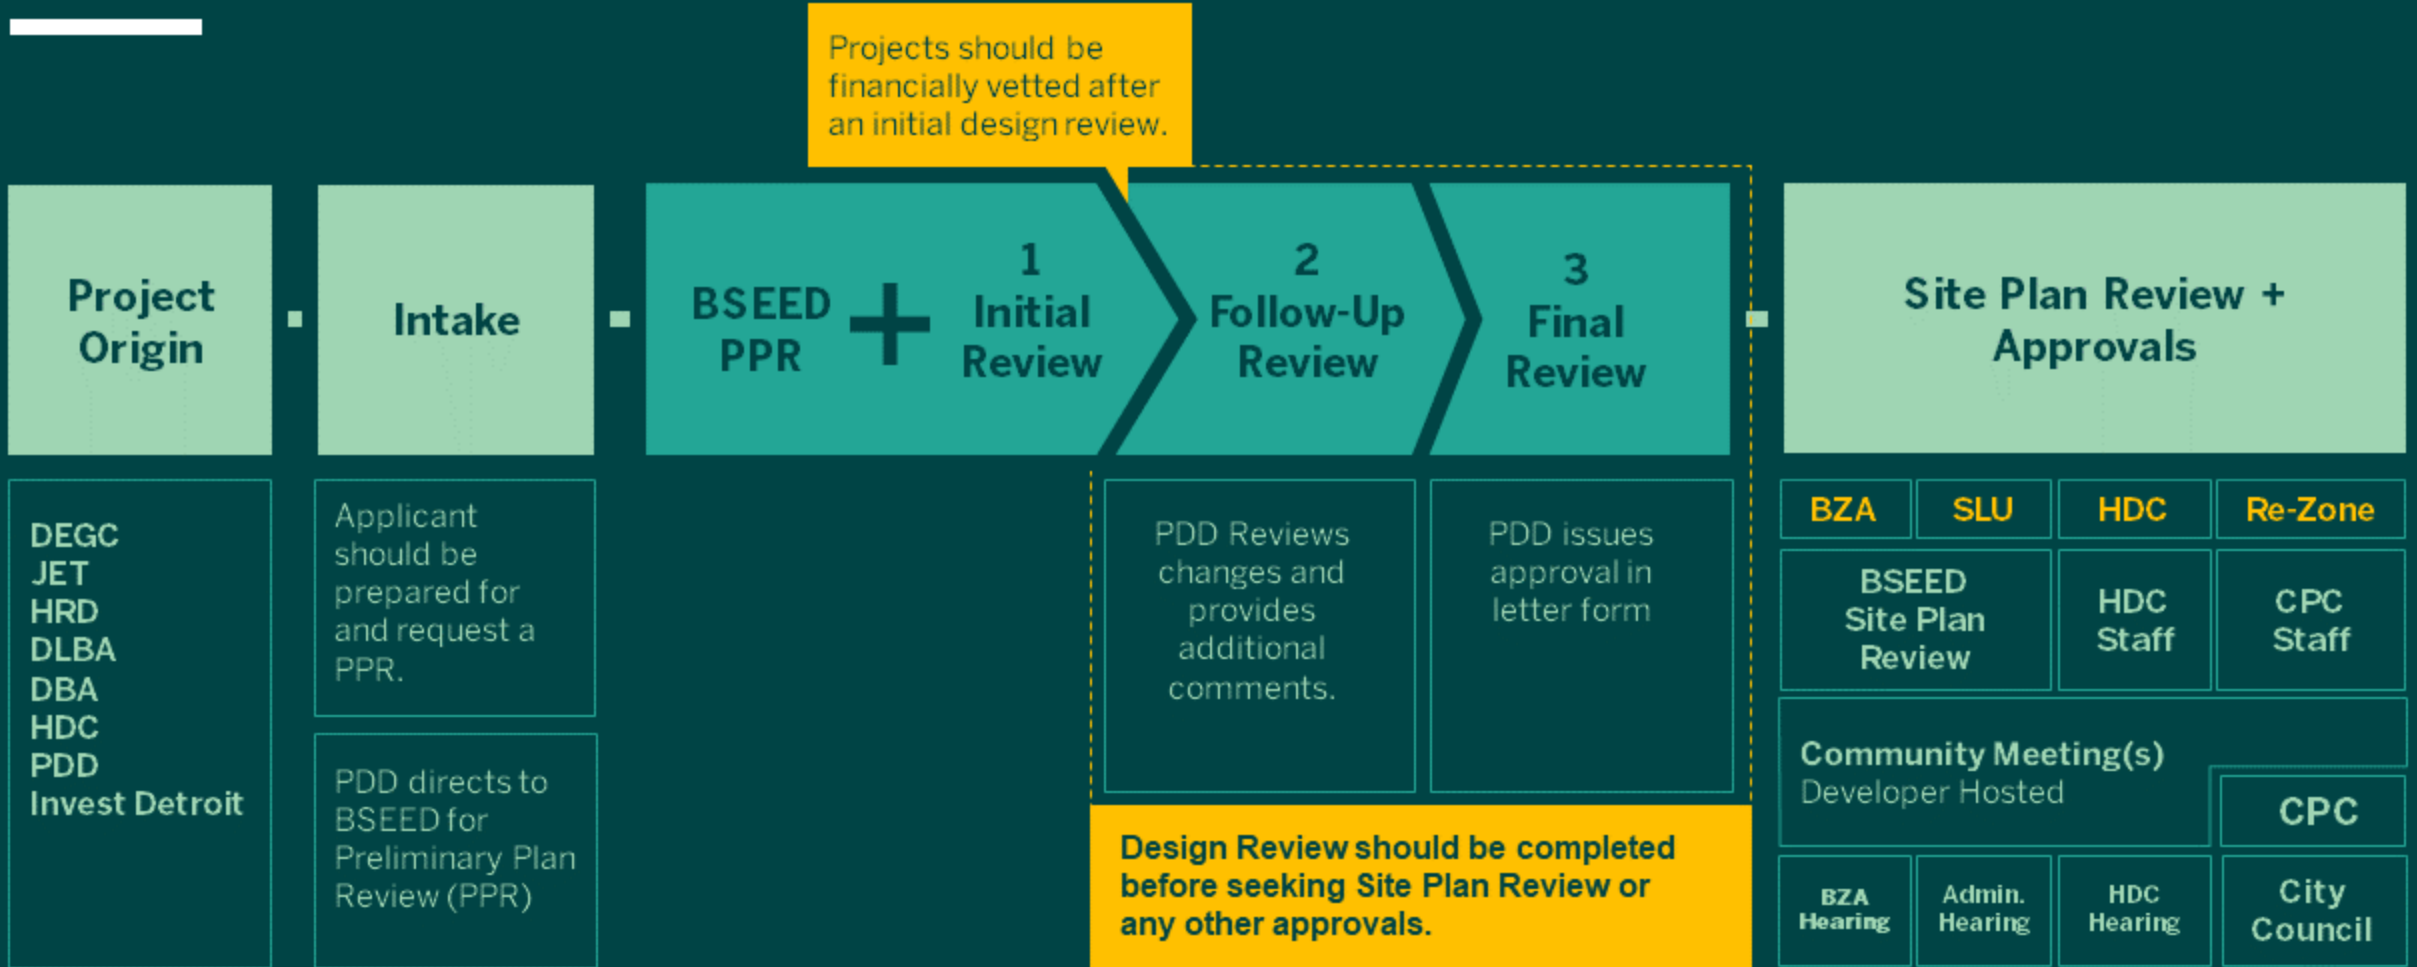 Projects should be
financially vetted after
an initial design review.
Project
Origin
Intake
BSEED
PPR
+
1
Initial
Review
2
Follow-Up
Review
3
Final
Review
Site Plan Review +
Approvals
DEGC
JET
HRD
DLBA
DBA
HDC
PDD
Invest Detroit
Applicant
should be
prepared for
and request a
PPR.
PDD directs to
BSEED for
Preliminary Plan
Review (PPR)
PDD Reviews
changes and
provides
additional
comments.
PDD issues
approval in
letter form
Design Review should be completed
before seeking Site Plan Review or
any other approvals.
BZA
SLU
HDC
Re-Zone
BSEED
Site Plan
Review
HDC
Staff
CPC
Staff
Community Meeting(s)
Developer Hosted
CPC
BZA
Hearing
Admin.
Hearing
HDC
Hearing
City
Council